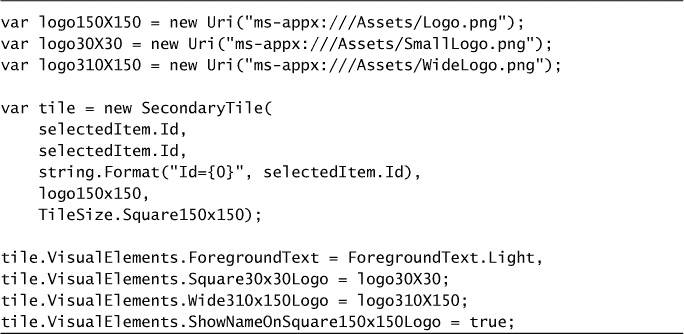 var logo150X150 = new Uri("ms-appx:///Assets/Logo.png");
var logo30X30 = new Uri("ms-appx:///Assets/SmallLogo.png");
var logo310X150 = new Uri("ms-appx:///Assets/WideLogo.png");
var tile = new SecondaryTile(
selectedItem.Id,
selectedItem.Id,
string.Format("Id={0}", selectedItem.Id),
logo150x150,
TileSize.Square150x150);
tile.VisualElements.ForegroundText = ForegroundText.Light,
tile.VisualElements.Square30x30Logo = logo30X30;
tile.VisualElements.Wide310x150Logo = logo310X150;
tile.VisualElements.ShowNameOnSquare150x150Logo = true;